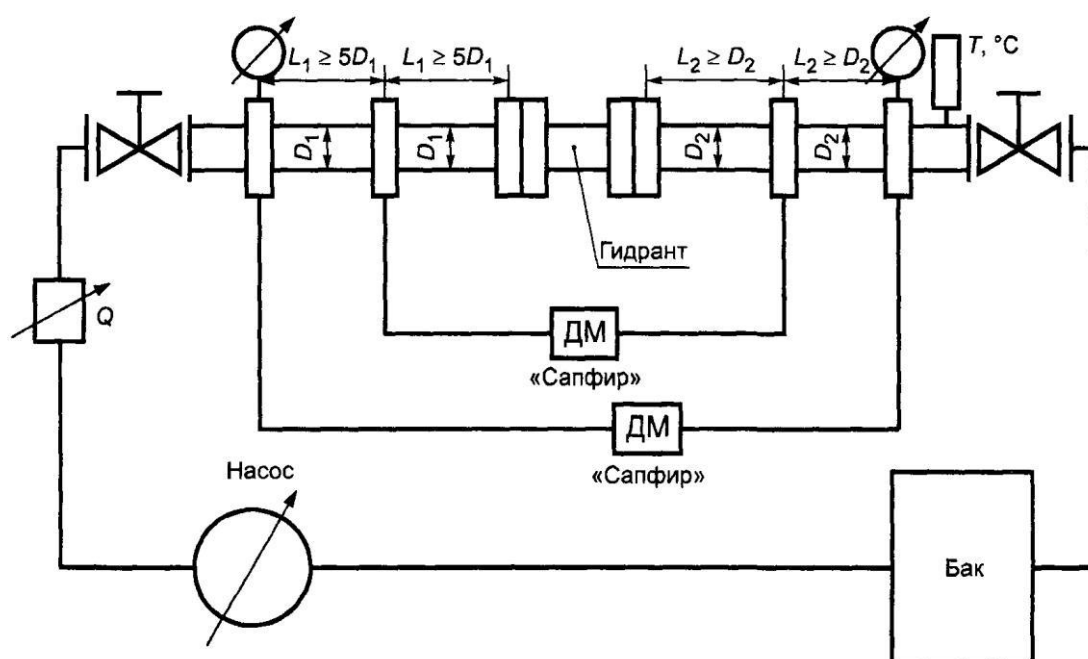 L₁ ≥ 5D₁
L₁ ≥ 5D₁
L₂ ≥ D₂
L₂ ≥ D₂
T, °C
D₁
D₁
D₂
D₂
Гидрант
Q
ДМ
«Сапфир»
ДМ
«Сапфир»
Насос
Бак